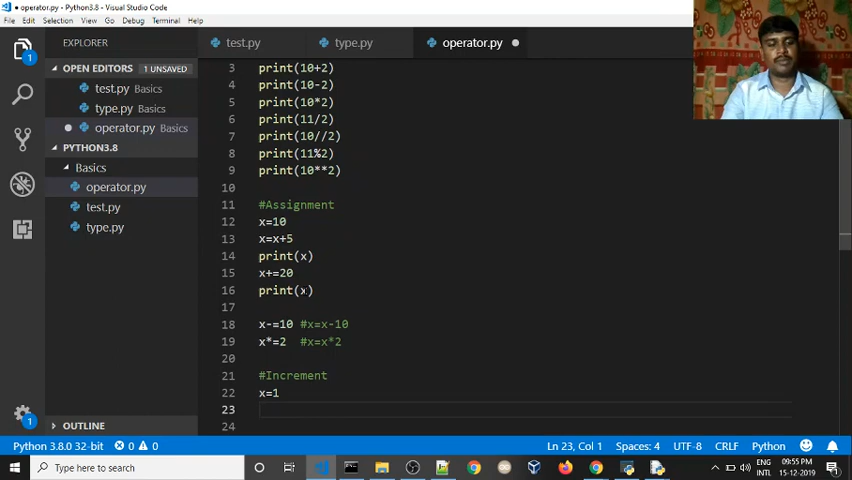 operator.py - Python3.8 - Visual Studio Code
File Edit Selection View Go Debug Terminal Help
EXPLORER
test.py
type.py
operator.py
OPEN EDITORS 1 UNSAVED
test.py Basics
type.py Basics
operator.py Basics
PYTHON3.8
Basics
operator.py
test.py
type.py
OUTLINE
1
1
3 print(10+2)
4 print(10-2)
5 print(10*2)
6 print(11/2)
7 print(10//2)
8 print(11%2)
9 print(10**2)
10
11 #Assignment
12 x=10
13 x=x+5
14 print(x)
15 x+=20
16 print(x)
17
18 x-=10 #x=x-10
19 x*=2 #x=x*2
20
21 #Increment
22 x=1
23
24
Python 3.8.0 32-bit 0 0 Ln 23, Col 1 Spaces: 4 UTF-8 CRLF Python
Type here to search
ENG
INTL
09:55 PM
15-12-2019